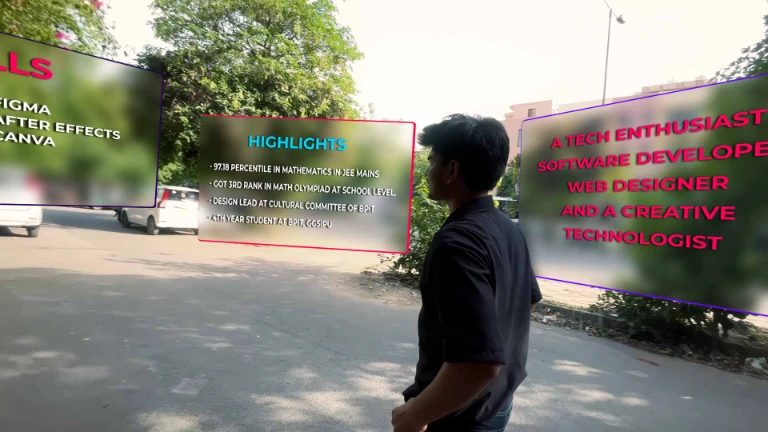 LLS
FIGMA
AFTER EFFECTS
CANVA
HIGHLIGHTS
• 97.18 PERCENTILE IN MATHEMATICS IN JEE MAINS
• GOT 3RD RANK IN MATH OLYMPIAD AT SCHOOL LEVEL.
• DESIGN LEAD AT CULTURAL COMMITTEE OF BPIT
• 4TH YEAR STUDENT AT BPIT, GGSIPU
A TECH ENTHUSIAST
SOFTWARE DEVELOPE
WEB DESIGNER
AND A CREATIVE
TECHNOLOGIST